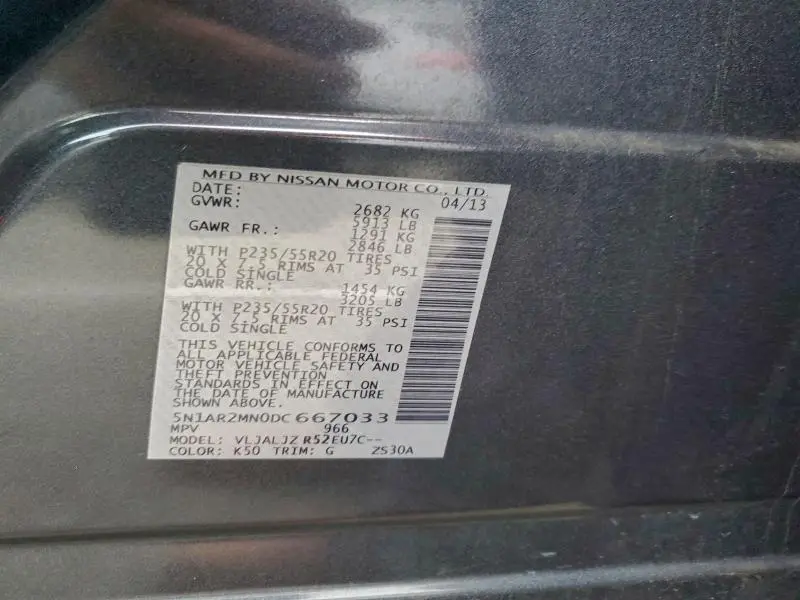 MFD BY NISSAN MOTOR CO., LTD.
DATE: 04/13
GVWR: 2682 KG
5913 LB
GAWR FR.: 1291 KG
2846 LB
WITH P235/55R20 TIRES
20 X 7.5 RIMS AT 35 PSI
COLD SINGLE
GAWR RR.: 1454 KG
3205 LB
WITH P235/55R20 TIRES
20 X 7.5 RIMS AT 35 PSI
COLD SINGLE
THIS VEHICLE CONFORMS TO
ALL APPLICABLE FEDERAL
MOTOR VEHICLE SAFETY AND
THEFT PREVENTION
STANDARDS IN EFFECT ON
THE DATE OF MANUFACTURE
SHOWN ABOVE.
5N1AR2MN0DC667033
MPV 966
MODEL: VLJALJZ R52EU7C--
COLOR: K50 TRIM: G ZS30A